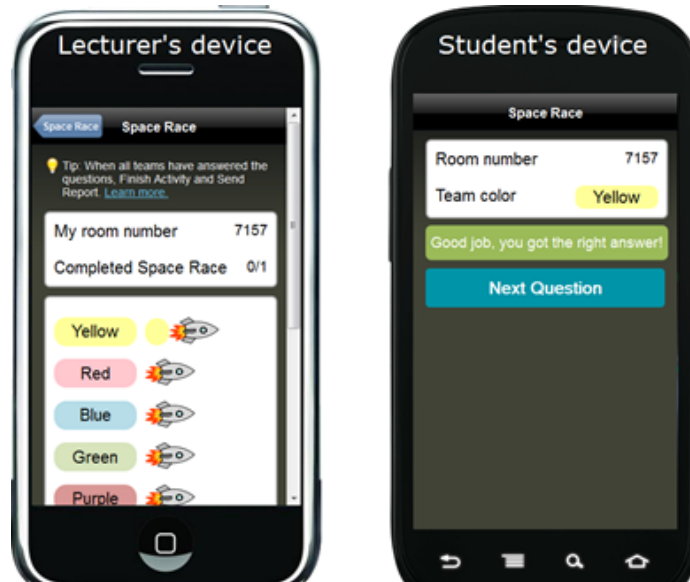 Lecturer's device
Space Race
Space Race
Tip: When all teams have answered the
questions, Finish Activity and Send
Report. Learn more.
My room number 7157
Completed Space Race 0/1
Yellow
Red
Blue
Green
Purple
Student's device
Space Race
Room number 7157
Team color Yellow
Good job, you got the right answer!
Next Question